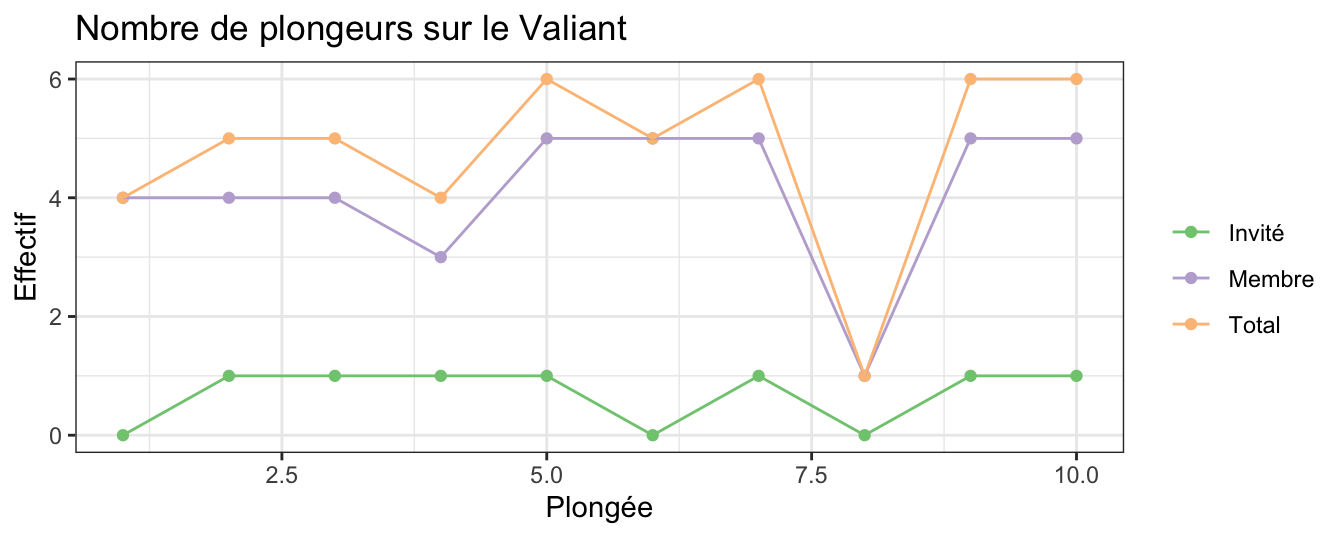 Nombre de plongeurs sur le Valiant
6
4
2
0
Effectif
2.5 5.0 7.5 10.0
Plongée
Invité
Membre
Total